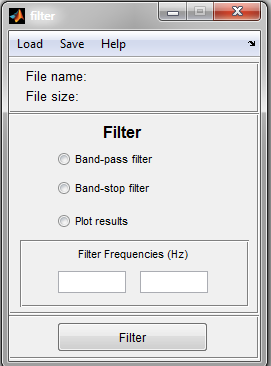 filter
Load Save Help
File name:
File size:
Filter
Band-pass filter
Band-stop filter
Plot results
Filter Frequencies (Hz)
Filter